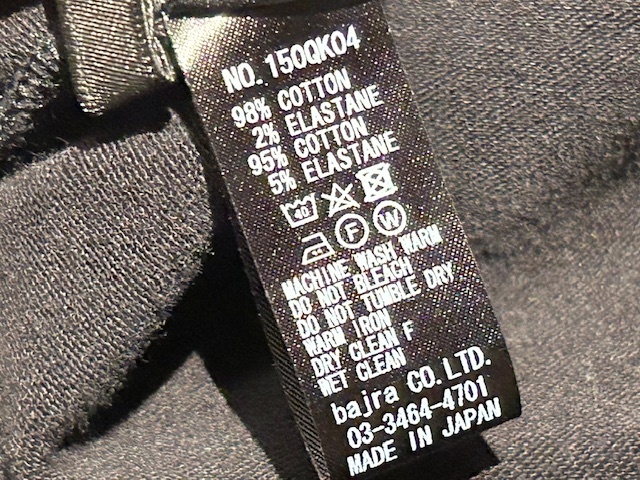 NO. 150QK04
98% COTTON
2% ELASTANE
95% COTTON
5% ELASTANE
40
F W
MACHINE WASH WARM
DO NOT BLEACH
DO NOT TUMBLE DRY
WARM IRON
DRY CLEAN F
WET CLEAN
bajra CO.LTD.
03-3464-4701
MADE IN JAPAN